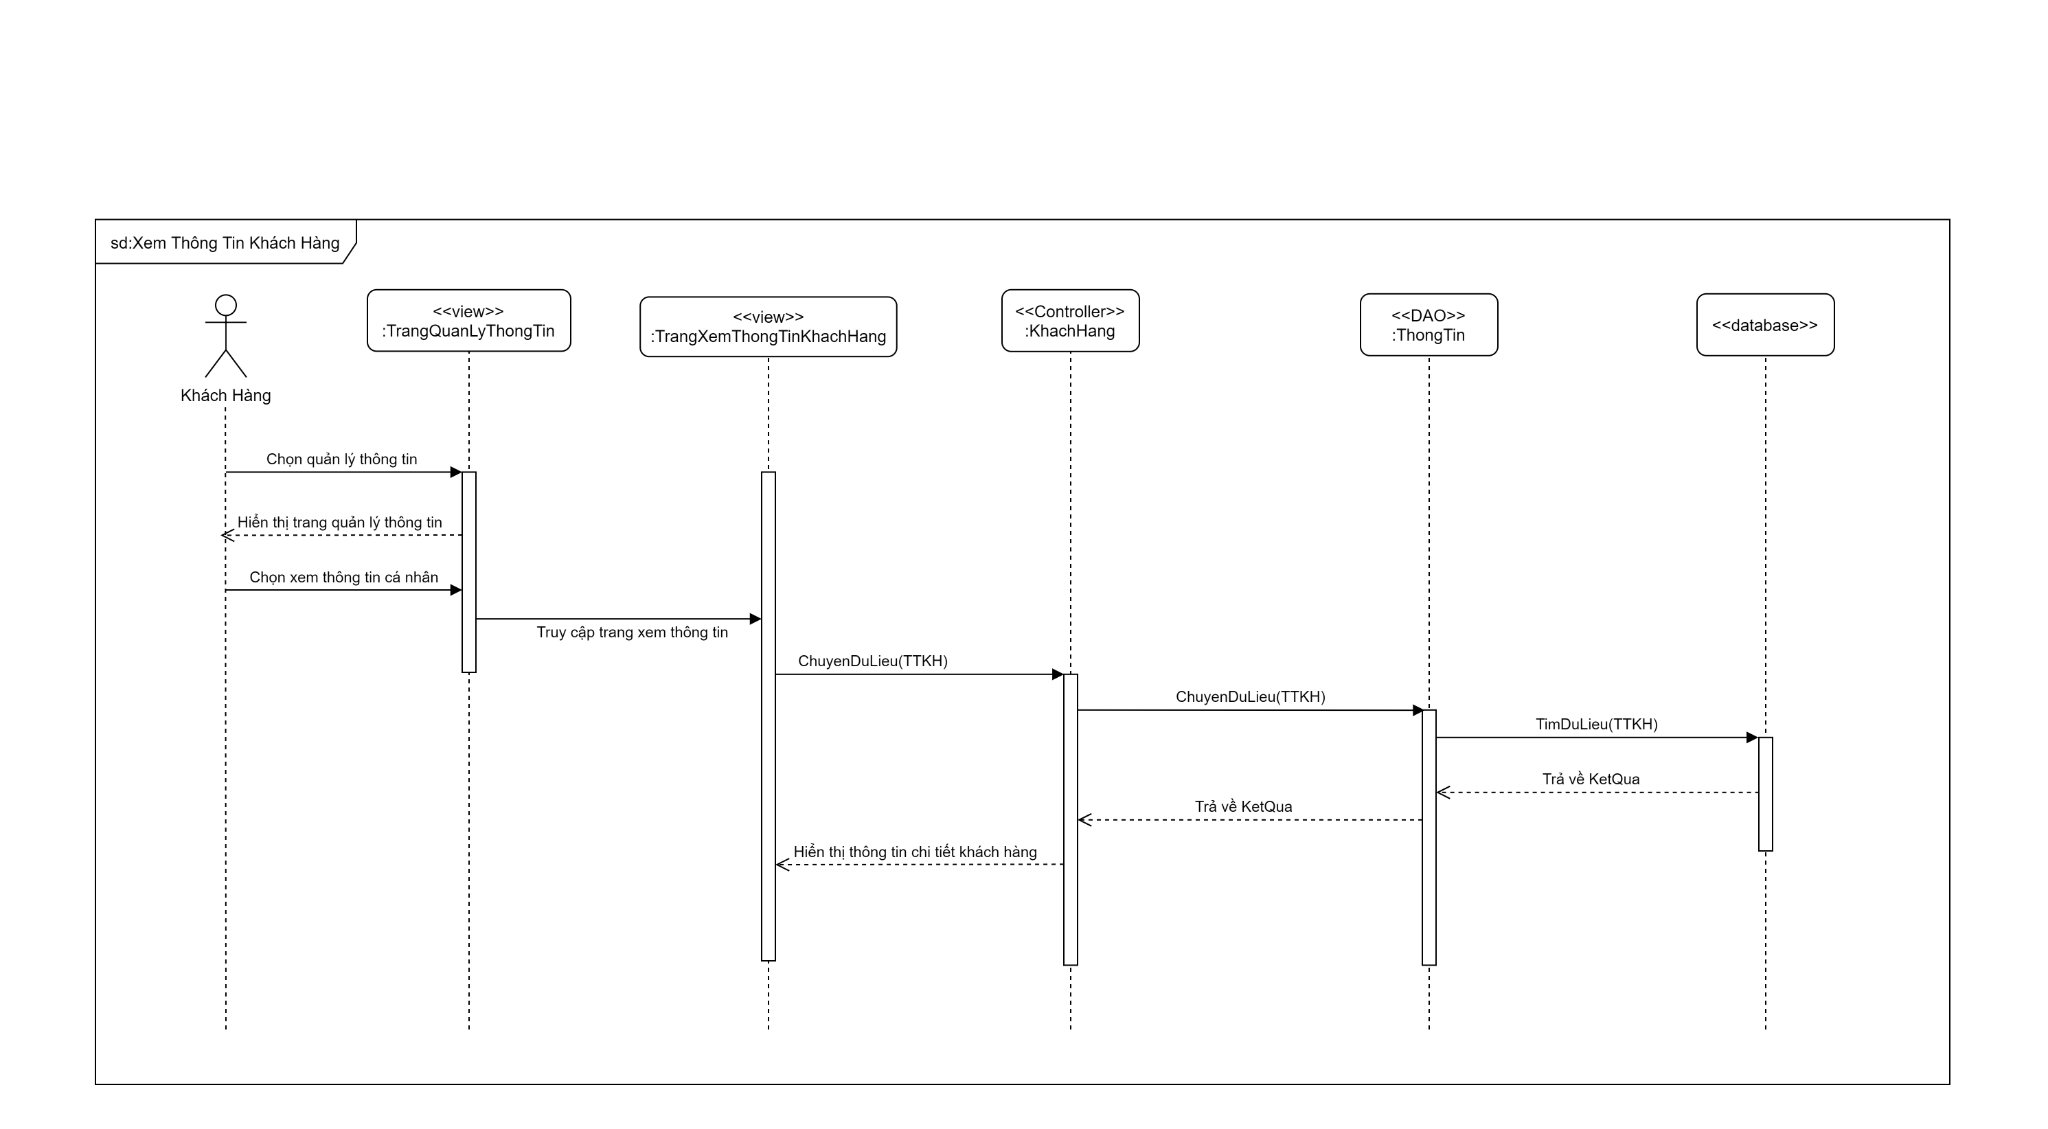 sd:Xem Thông Tin Khách Hàng
<<view>>
:TrangQuanLyThongTin
<<view>>
:TrangXemThongTinKhachHang
<<Controller>>
:KhachHang
<<DAO>>
:ThongTin
<<database>>
Khách Hàng
Chọn quản lý thông tin
Hiển thị trang quản lý thông tin
Chọn xem thông tin cá nhân
Truy cập trang xem thông tin
ChuyenDuLieu(TTKH)
ChuyenDuLieu(TTKH)
TimDuLieu(TTKH)
Trả về KetQua
Trả về KetQua
Hiển thị thông tin chi tiết khách hàng